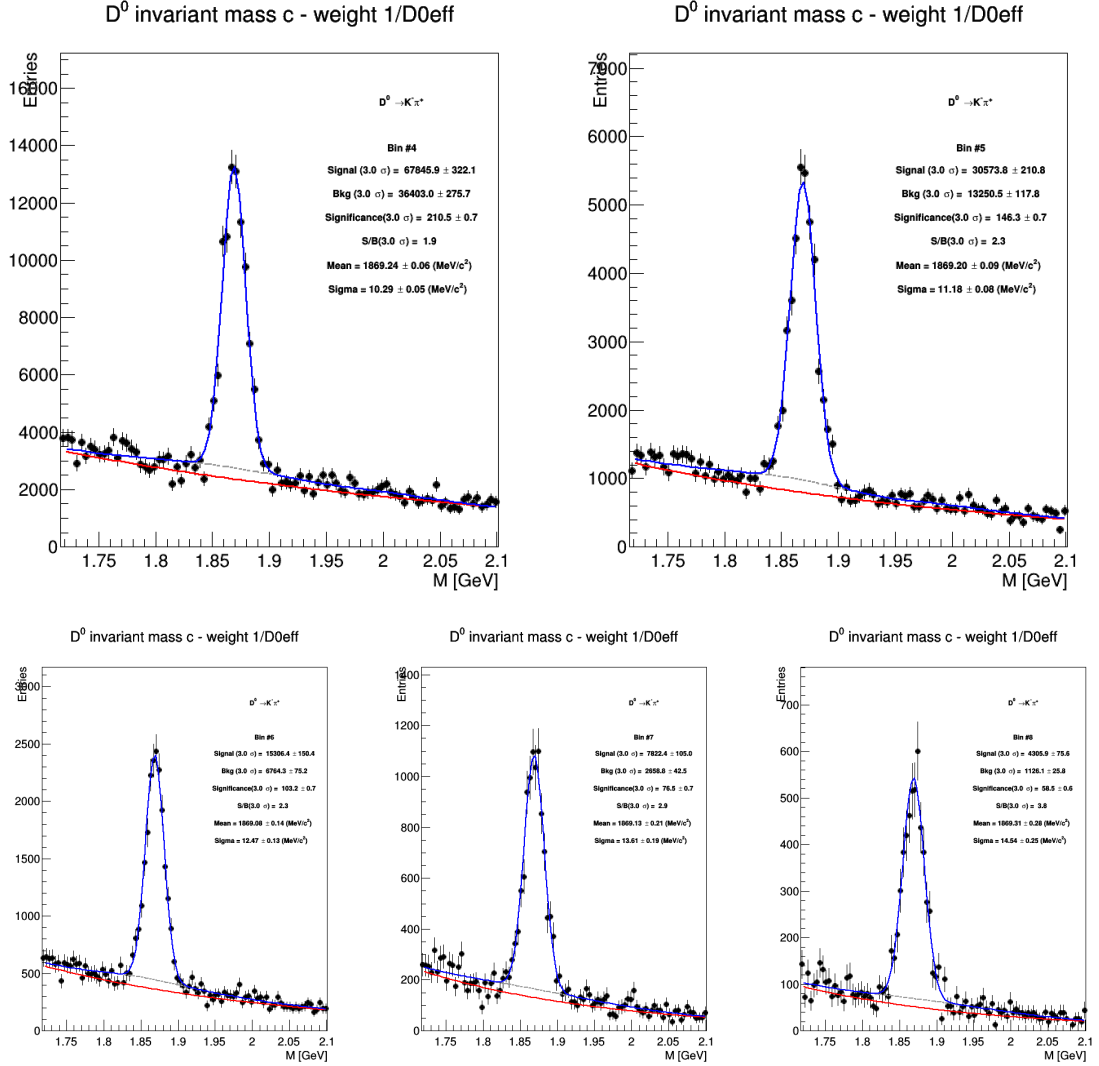 D⁰ invariant mass c - weight 1/D0eff
Entries
16000
14000
12000
10000
8000
6000
4000
2000
0
D⁰ →K⁻π⁺
Bin #4
Signal (3.0 σ) = 67845.9 ± 322.1
Bkg (3.0 σ) = 36403.0 ± 275.7
Significance(3.0 σ) = 210.5 ± 0.7
S/B(3.0 σ) = 1.9
Mean = 1869.24 ± 0.06 (MeV/c²)
Sigma = 10.29 ± 0.05 (MeV/c²)
1.75 1.8 1.85 1.9 1.95 2 2.05 2.1
M [GeV]
D⁰ invariant mass c - weight 1/D0eff
Entries
7000
6000
5000
4000
3000
2000
1000
0
D⁰ →K⁻π⁺
Bin #5
Signal (3.0 σ) = 30573.8 ± 210.8
Bkg (3.0 σ) = 13250.5 ± 117.8
Significance(3.0 σ) = 146.3 ± 0.7
S/B(3.0 σ) = 2.3
Mean = 1869.20 ± 0.09 (MeV/c²)
Sigma = 11.18 ± 0.08 (MeV/c²)
1.75 1.8 1.85 1.9 1.95 2 2.05 2.1
M [GeV]
D⁰ invariant mass c - weight 1/D0eff
Entries
3000
2500
2000
1500
1000
500
0
D⁰ →K⁻π⁺
Bin #6
Signal (3.0 σ) = 15306.4 ± 150.4
Bkg (3.0 σ) = 6764.3 ± 75.2
Significance(3.0 σ) = 103.2 ± 0.7
S/B(3.0 σ) = 2.3
Mean = 1869.08 ± 0.14 (MeV/c²)
Sigma = 12.47 ± 0.13 (MeV/c²)
1.75 1.8 1.85 1.9 1.95 2 2.05 2.1
M [GeV]
D⁰ invariant mass c - weight 1/D0eff
Entries
1400
1200
1000
800
600
400
200
0
D⁰ →K⁻π⁺
Bin #7
Signal (3.0 σ) = 7822.4 ± 105.0
Bkg (3.0 σ) = 2658.8 ± 42.5
Significance(3.0 σ) = 76.5 ± 0.7
S/B(3.0 σ) = 2.9
Mean = 1869.13 ± 0.21 (MeV/c²)
Sigma = 13.61 ± 0.19 (MeV/c²)
1.75 1.8 1.85 1.9 1.95 2 2.05 2.1
M [GeV]
D⁰ invariant mass c - weight 1/D0eff
Entries
700
600
500
400
300
200
100
0
D⁰ →K⁻π⁺
Bin #8
Signal (3.0 σ) = 4305.9 ± 75.6
Bkg (3.0 σ) = 1126.1 ± 25.8
Significance(3.0 σ) = 58.5 ± 0.6
S/B(3.0 σ) = 3.8
Mean = 1869.31 ± 0.28 (MeV/c²)
Sigma = 14.54 ± 0.25 (MeV/c²)
1.75 1.8 1.85 1.9 1.95 2 2.05 2.1
M [GeV]